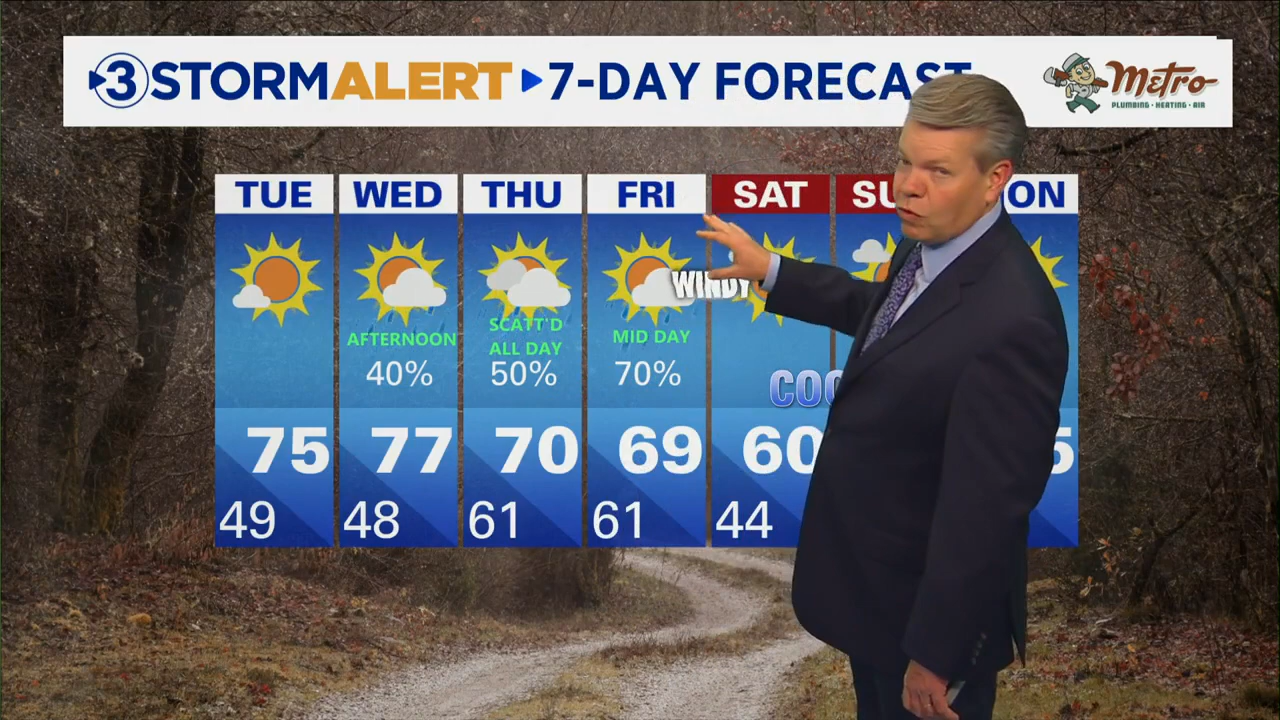 3 STORMALERT 7-DAY FORECAST
Metro
PLUMBING • HEATING • AIR
TUE WED THU FRI SAT
WINDY
AFTERNOON SCATT'D ALL DAY MID DAY
40% 50% 70%
75 77 70 69 60
49 48 61 61 44